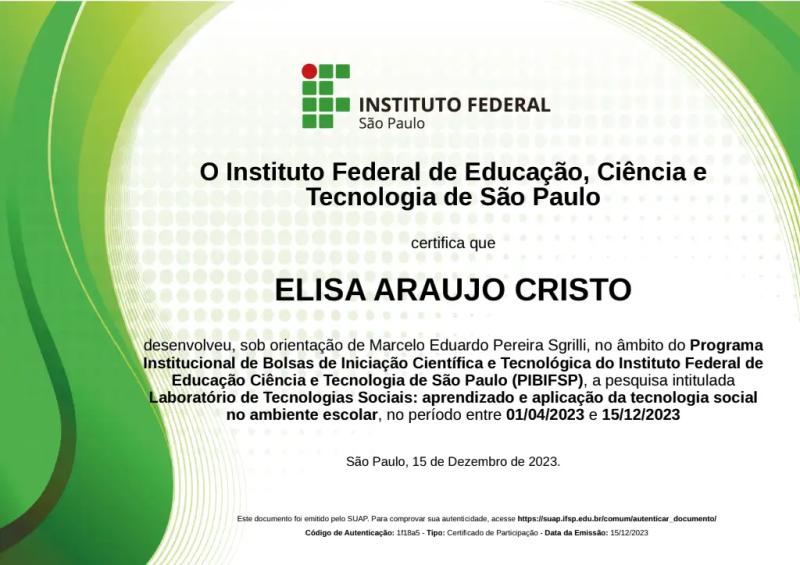 INSTITUTO FEDERAL
São Paulo
O Instituto Federal de Educação, Ciência e
Tecnologia de São Paulo
certifica que
ELISA ARAUJO CRISTO
desenvolveu, sob orientação de Marcelo Eduardo Pereira Sgrilli, no âmbito do Programa
Institucional de Bolsas de Iniciação Científica e Tecnológica do Instituto Federal de
Educação Ciência e Tecnologia de São Paulo (PIBIFSP), a pesquisa intitulada
Laboratório de Tecnologias Sociais: aprendizado e aplicação da tecnologia social
no ambiente escolar, no período entre 01/04/2023 e 15/12/2023
São Paulo, 15 de Dezembro de 2023.
Este documento foi emitido pelo SUAP. Para comprovar sua autenticidade, acesse https://suap.ifsp.edu.br/comum/autenticar_documento/
Código de Autenticação: 1f18a5 - Tipo: Certificado de Participação - Data da Emissão: 15/12/2023